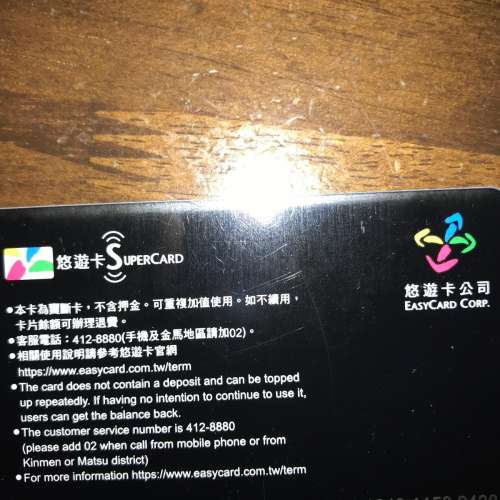 悠遊卡 SUPERCARD
悠遊卡公司
EASYCARD CORP.
●本卡為賣斷卡,不含押金。可重複加值使用。如不續用,
卡片餘額可辦理退費。
●客服電話:412-8880(手機及金馬地區請加02)。
●相關使用說明請參考悠遊卡官網
https://www.easycard.com.tw/term
●The card does not contain a deposit and can be topped
up repeatedly. If having no intention to continue to use it,
users can get the balance back.
●The customer service number is 412-8880
(please add 02 when call from mobile phone or from
Kinmen or Matsu district)
●For more information https://www.easycard.com.tw/term